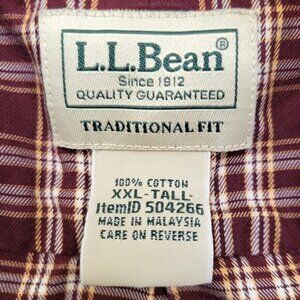 L.L.Bean®
Since 1912
QUALITY GUARANTEED
TRADITIONAL FIT
100% COTTON
XXL-TALL
ItemID 504266
MADE IN MALAYSIA
CARE ON REVERSE